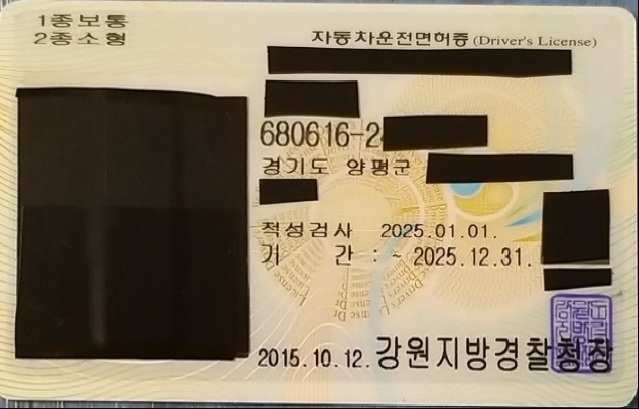 1종보통
2종소형
자동차운전면허증 (Driver's License)
680616-2
경기도 양평군
적성검사 2025.01.01.
기 간 : ~ 2025.12.31.
2015.10.12. 강원지방경찰청장